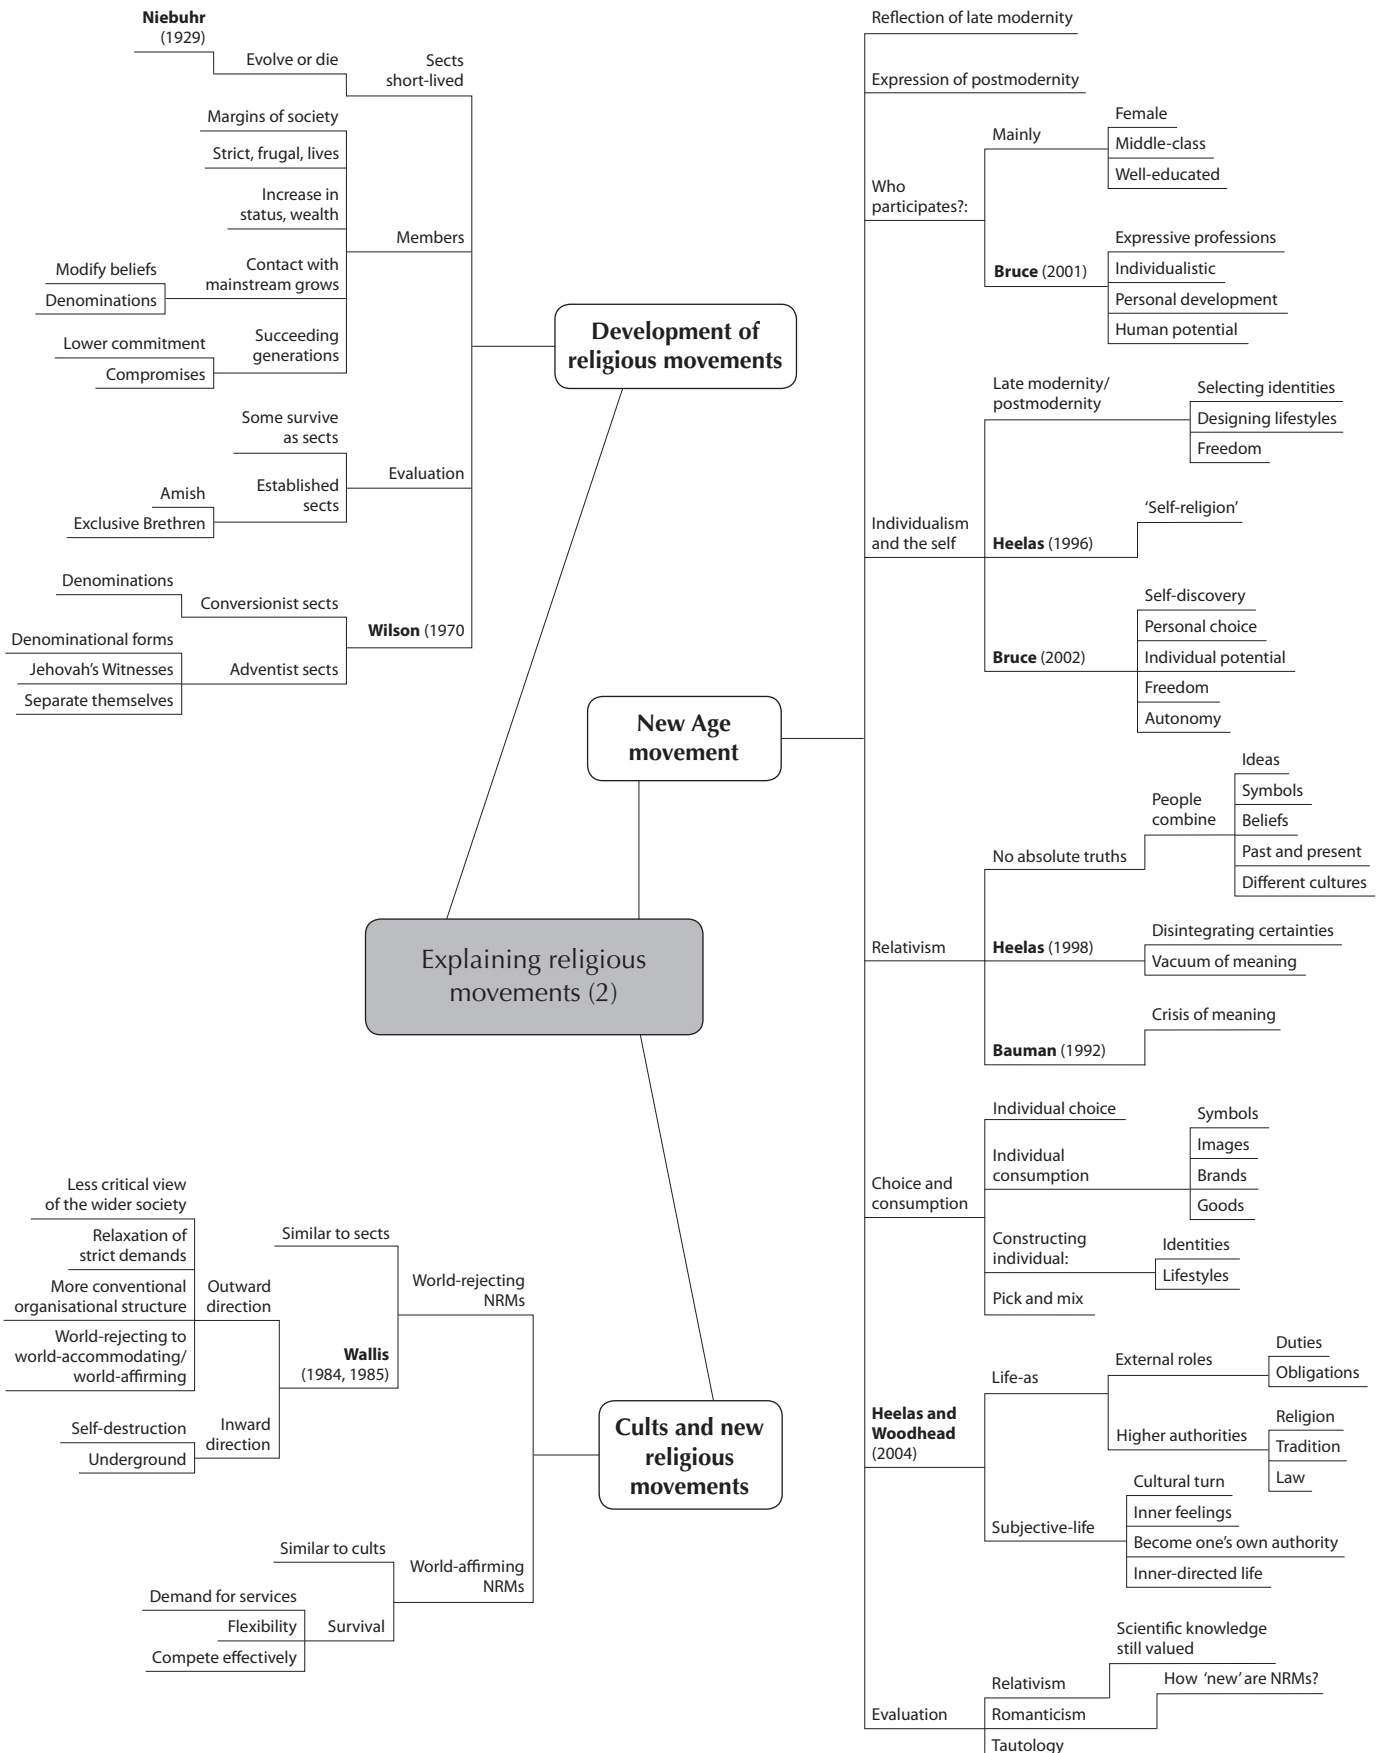 Explaining religious
movements (2)
Development of
religious movements
Sects
short-lived
Evolve or die
Niebuhr
(1929)
Members
Margins of society
Strict, frugal, lives
Increase in
status, wealth
Contact with
mainstream grows
Modify beliefs
Denominations
Succeeding
generations
Lower commitment
Compromises
Evaluation
Some survive
as sects
Established
sects
Amish
Exclusive Brethren
Wilson (1970
Conversionist sects
Denominations
Adventist sects
Denominational forms
Jehovah's Witnesses
Separate themselves
New Age
movement
Reflection of late modernity
Expression of postmodernity
Who
participates?:
Mainly
Female
Middle-class
Well-educated
Bruce (2001)
Expressive professions
Individualistic
Personal development
Human potential
Individualism
and the self
Late modernity/
postmodernity
Selecting identities
Designing lifestyles
Freedom
Heelas (1996)
‘Self-religion’
Bruce (2002)
Self-discovery
Personal choice
Individual potential
Freedom
Autonomy
Relativism
No absolute truths
People
combine
Ideas
Symbols
Beliefs
Past and present
Different cultures
Heelas (1998)
Disintegrating certainties
Vacuum of meaning
Bauman (1992)
Crisis of meaning
Choice and
consumption
Individual choice
Individual
consumption
Symbols
Images
Brands
Goods
Constructing
individual:
Identities
Lifestyles
Pick and mix
Heelas and
Woodhead
(2004)
Life-as
External roles
Duties
Obligations
Higher authorities
Religion
Tradition
Law
Subjective-life
Cultural turn
Inner feelings
Become one's own authority
Inner-directed life
Evaluation
Relativism
Scientific knowledge
still valued
Romanticism
How ‘new’ are NRMs?
Tautology
Cults and new
religious
movements
World-rejecting
NRMs
Similar to sects
Wallis
(1984, 1985)
Outward
direction
Less critical view
of the wider society
Relaxation of
strict demands
More conventional
organisational structure
World-rejecting to
world-accommodating/
world-affirming
Inward
direction
Self-destruction
Underground
World-affirming
NRMs
Similar to cults
Survival
Demand for services
Flexibility
Compete effectively